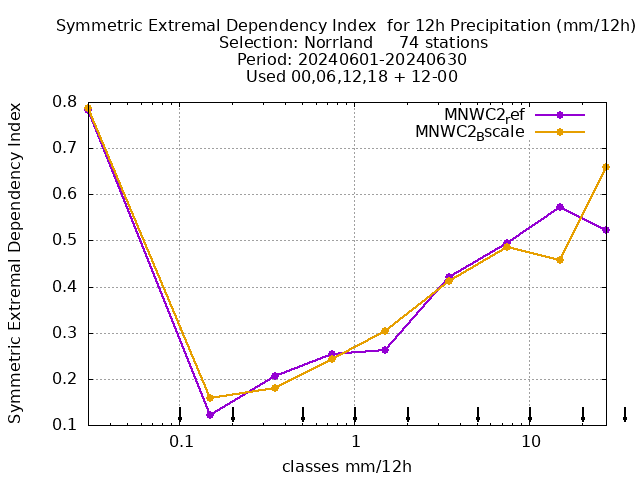 Symmetric Extremal Dependency Index  for 12h Precipitation (mm/12h)
Selection: Norrland     74 stations
Period: 20240601-20240630
Used 00,06,12,18 + 12-00
MNWC2_ref
MNWC2_Bscale
Symmetric Extremal Dependency Index
0.8
0.7
0.6
0.5
0.4
0.3
0.2
0.1
0.1 1 10
classes mm/12h